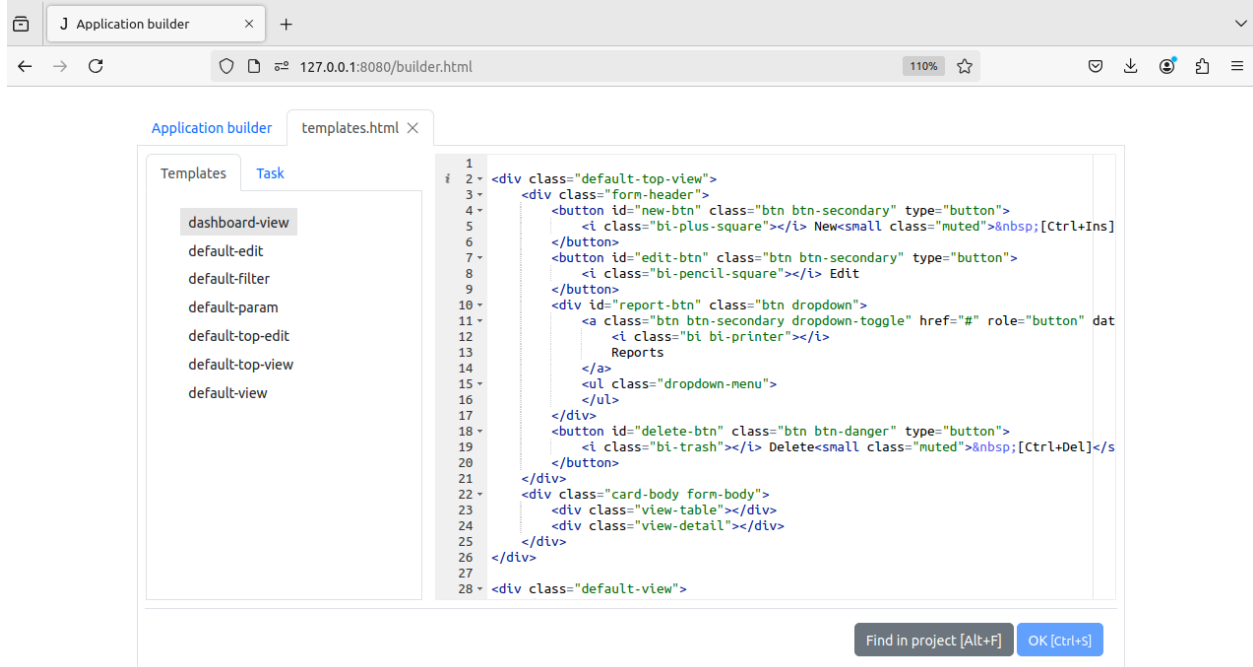 J Application builder
127.0.0.1:8080/builder.html 110%
Application builder templates.html
Templates Task
dashboard-view
default-edit
default-filter
default-param
default-top-edit
default-top-view
default-view
1
i 2 <div class="default-top-view">
3 <div class="form-header">
4 <button id="new-btn" class="btn btn-secondary" type="button">
5 <i class="bi-plus-square"></i> New<small class="muted">&nbsp;[Ctrl+Ins]
6 </button>
7 <button id="edit-btn" class="btn btn-secondary" type="button">
8 <i class="bi-pencil-square"></i> Edit
9 </button>
10 <div id="report-btn" class="btn dropdown">
11 <a class="btn btn-secondary dropdown-toggle" href="#" role="button" dat
12 <i class="bi bi-printer"></i>
13 Reports
14 </a>
15 <ul class="dropdown-menu">
16 </ul>
17 </div>
18 <button id="delete-btn" class="btn btn-danger" type="button">
19 <i class="bi-trash"></i> Delete<small class="muted">&nbsp;[Ctrl+Del]</s
20 </button>
21 </div>
22 <div class="card-body form-body">
23 <div class="view-table"></div>
24 <div class="view-detail"></div>
25 </div>
26 </div>
27
28 <div class="default-view">
Find in project [Alt+F] OK [Ctrl+S]